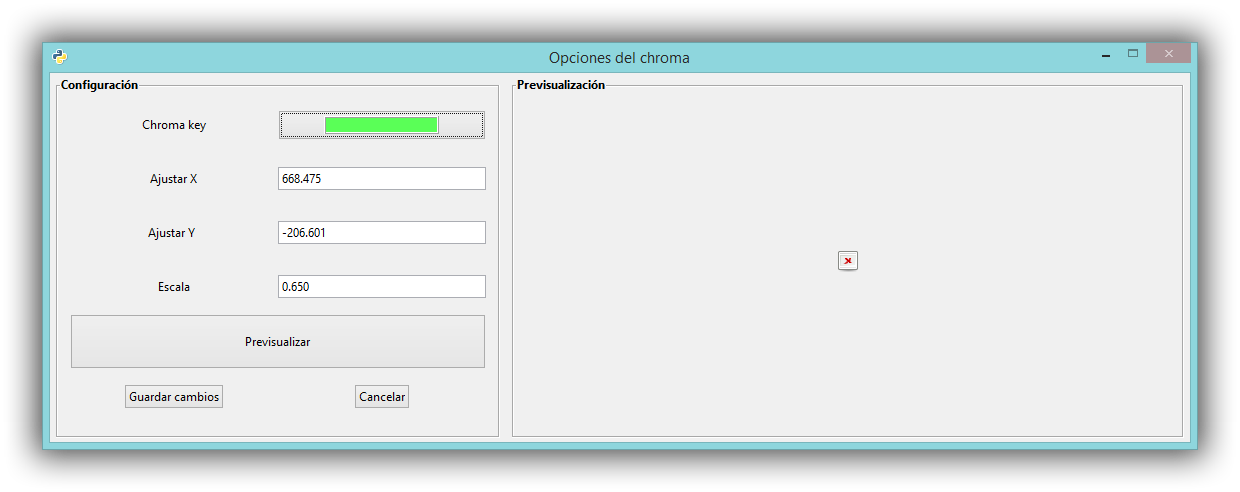 Opciones del chroma
Configuración
Chroma key
Ajustar X
668.475
Ajustar Y
-206.601
Escala
0.650
Previsualizar
Guardar cambios
Cancelar
Previsualización